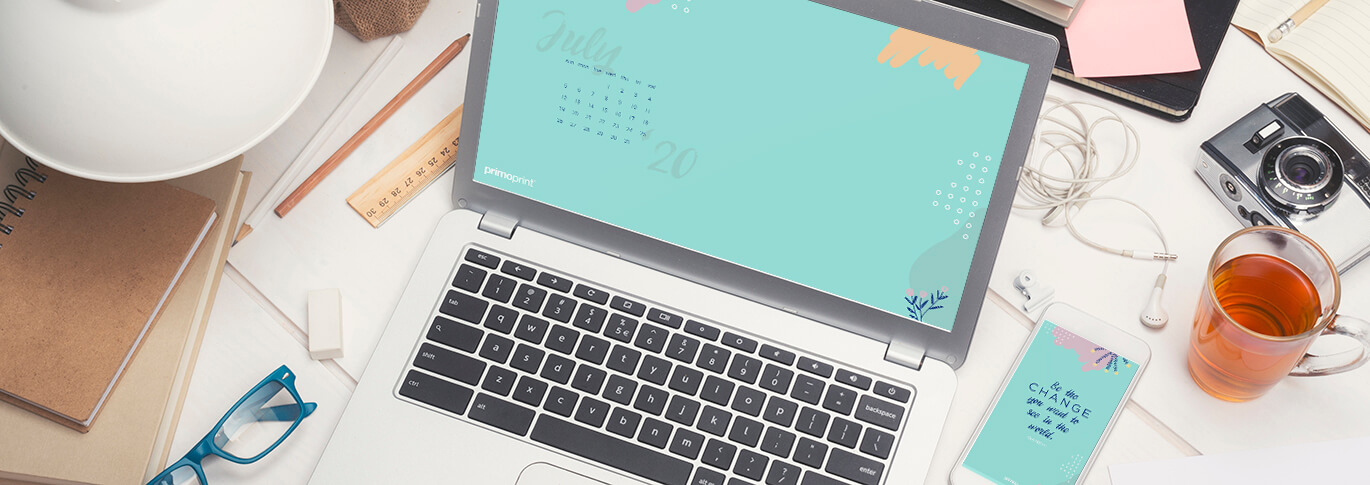 July
sun mon tue wed thu fri sat
1 2 3 4
5 6 7 8 9 10 11
12 13 14 15 16 17 18
19 20 21 22 23 24 25
26 27 28 29 30 31
'20
primoprint
23 24 25 26 27 28 29 30
esc
1 2 3 4 5 € 6 7 8 9 0 backspace
tab q w e r t y u i o p
a s d f g h j k l enter
shift z x c v b n m
ctrl alt alt
Be the
CHANGE
you want to
see in the
world.
primoprint